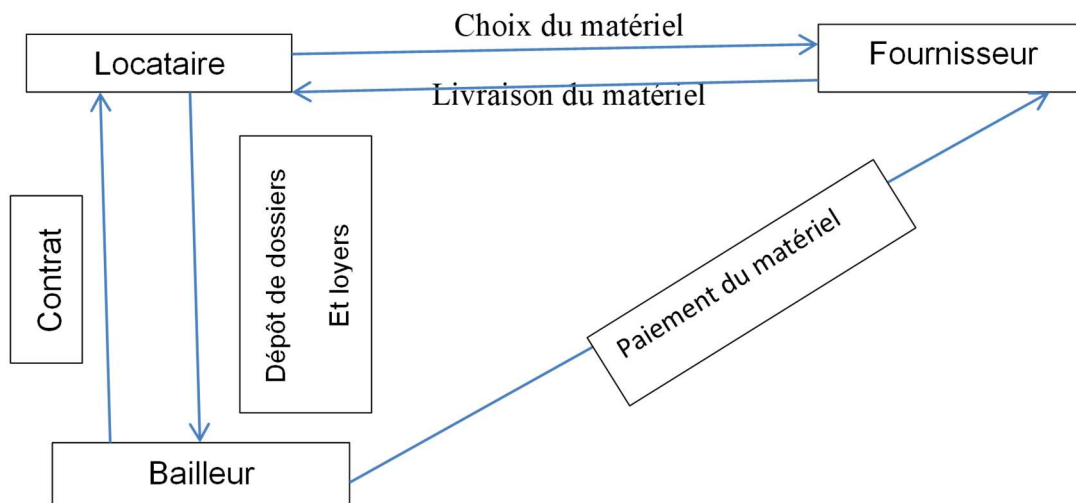 Choix du matériel
Locataire
Fournisseur
Livraison du matériel
Contrat
Dépôt de dossiers
Et loyers
Paiement du matériel
Bailleur